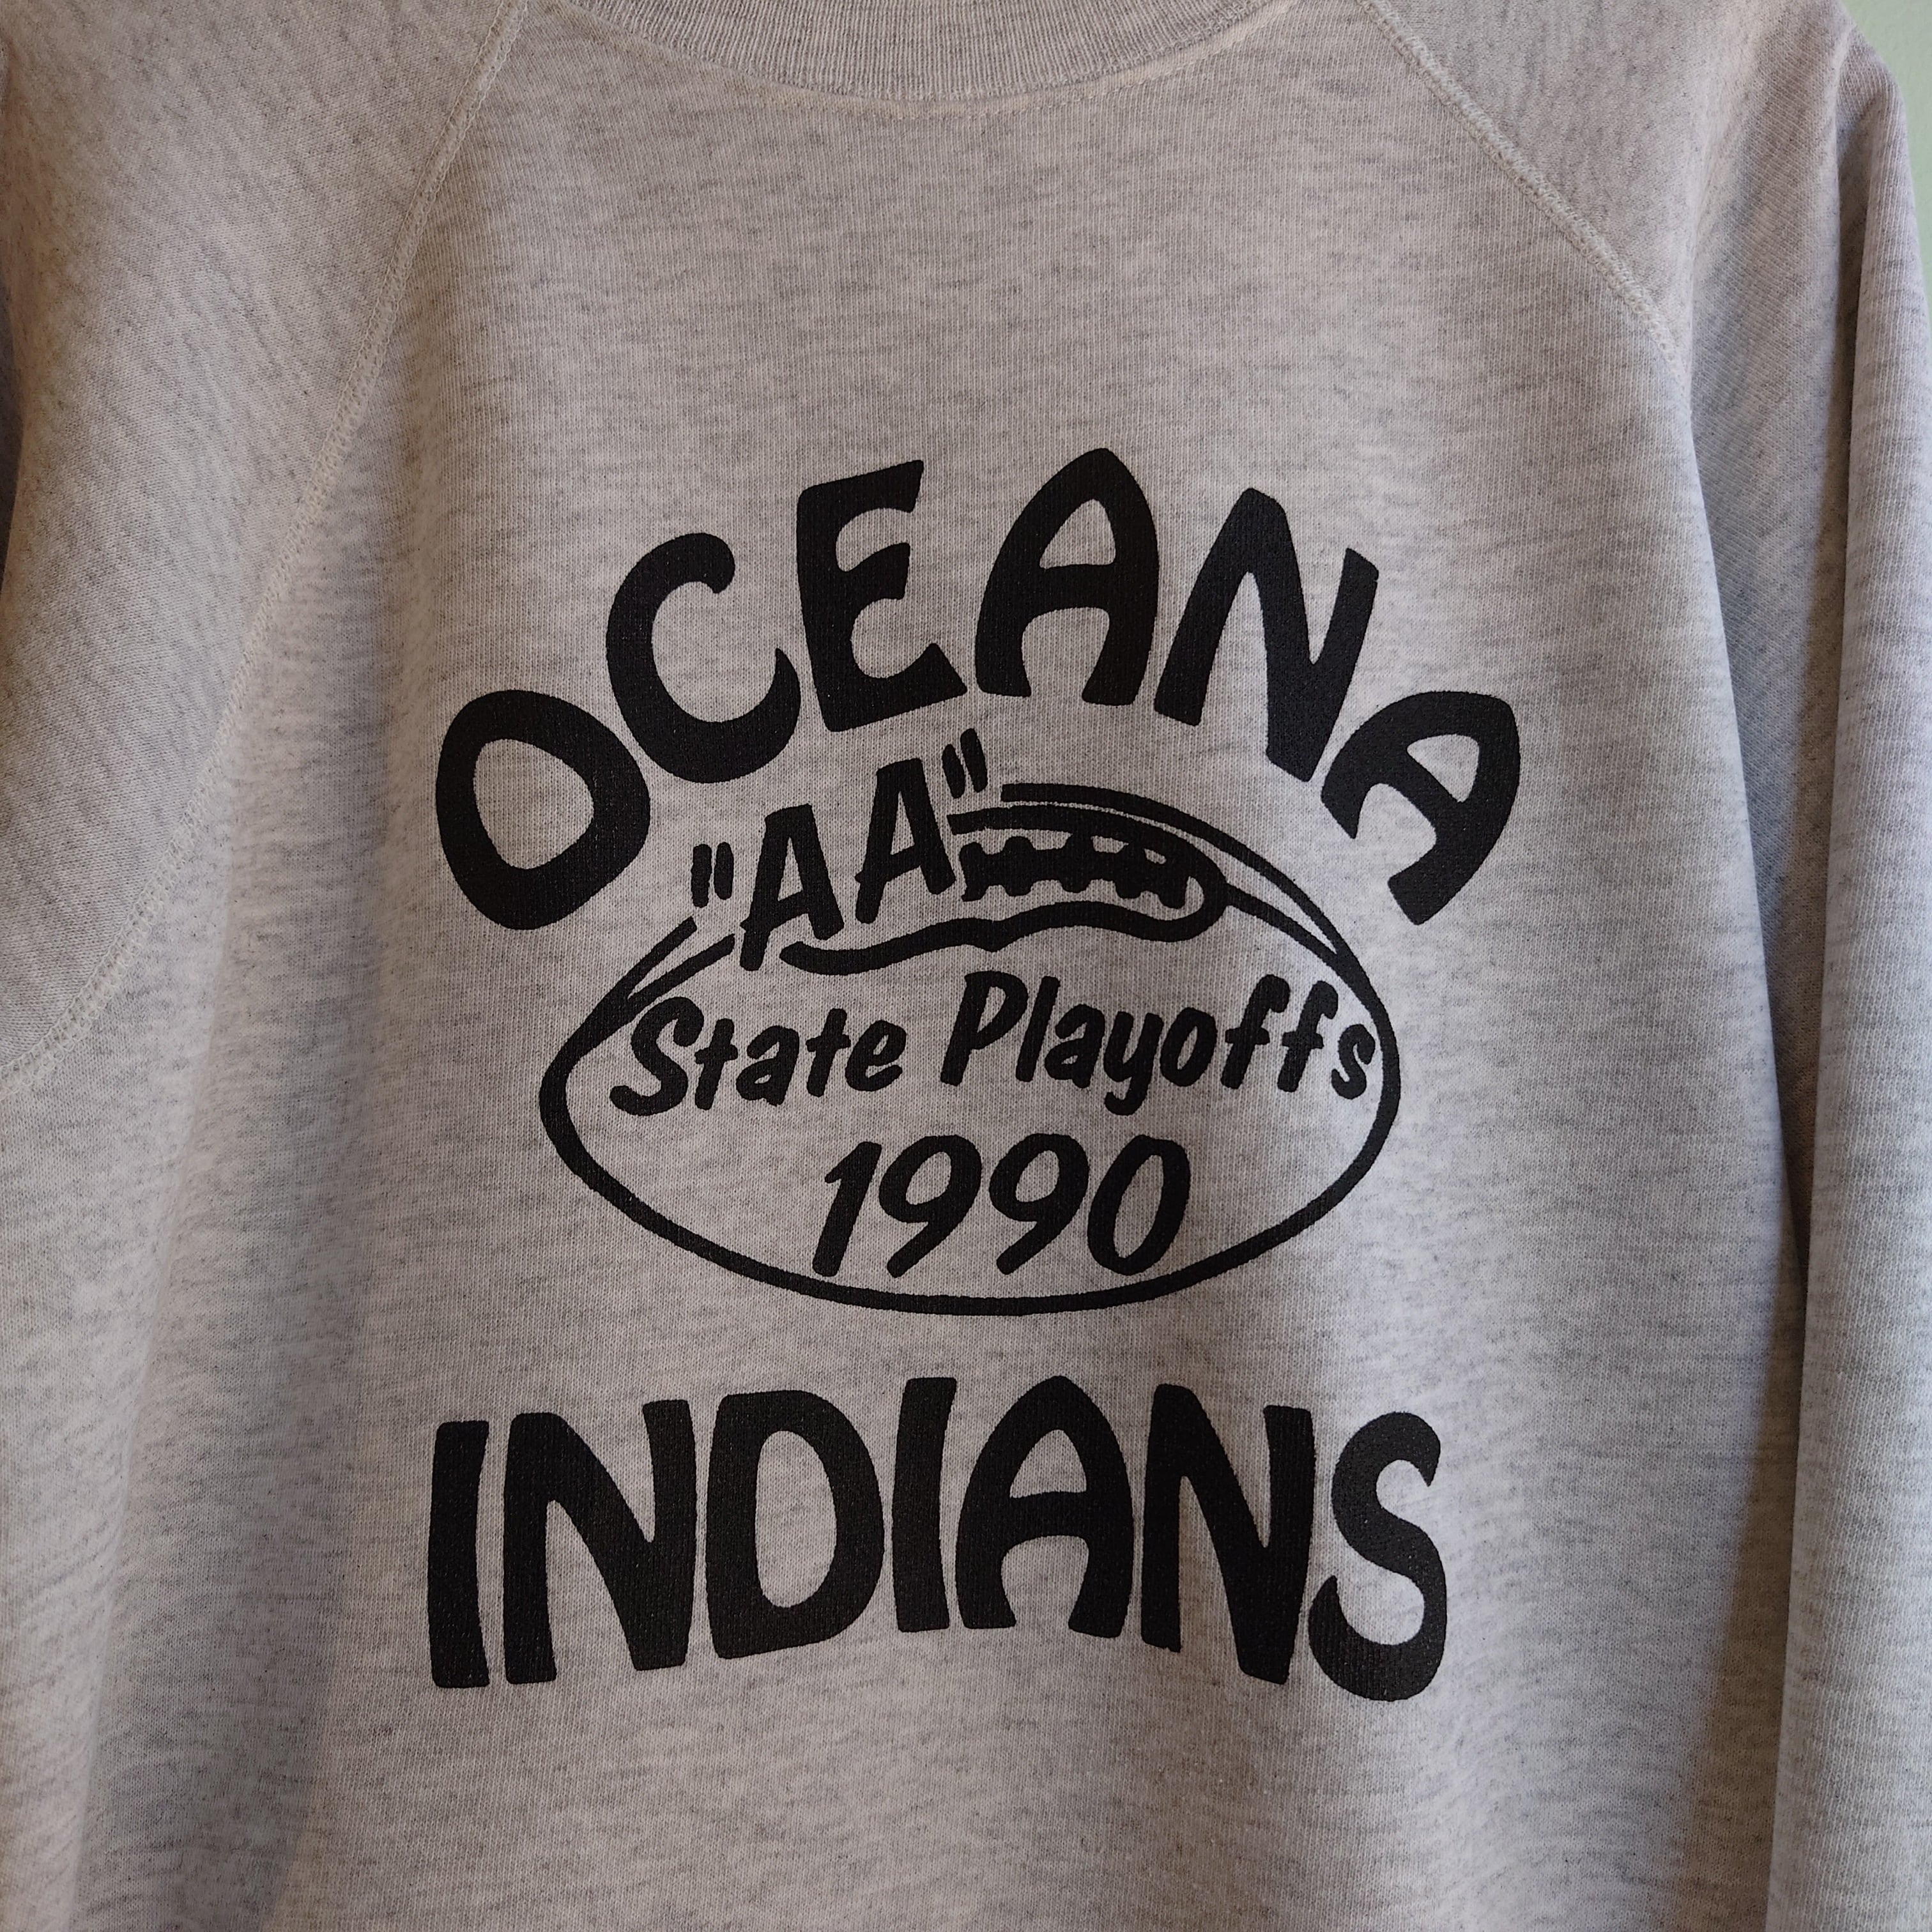 OCEANA
"AA"
State Playoffs
1990
INDIANS